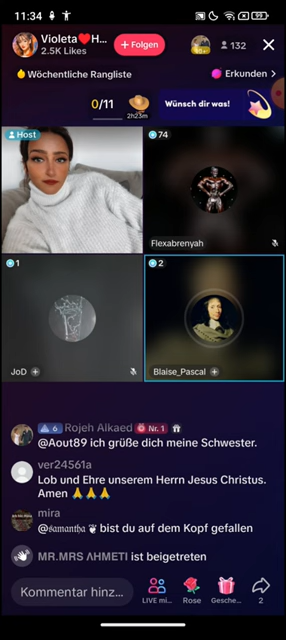 11:34
99
Violeta❤️H...
2.5K Likes
+ Folgen
132
Wöchentliche Rangliste
Erkunden >
0/11
2h23m
Wünsch dir was!
Host
74
Flexabrenyah
1
2
JoD +
Blaise_Pascal +
6 Rojeh Alkaed Nr. 1
@Aout89 ich grüße dich meine Schwester.
ver24561a
Lob und Ehre unserem Herrn Jesus Christus.
Amen 🙏🙏🙏
mira
@𝔰𝔞𝔪𝔞𝔫𝔱𝔥𝔞 ❦ bist du auf dem Kopf gefallen
MR.MRS ΛHMETI ist beigetreten
Kommentar hinz...
LIVE mi...
Rose
Gesche...
2